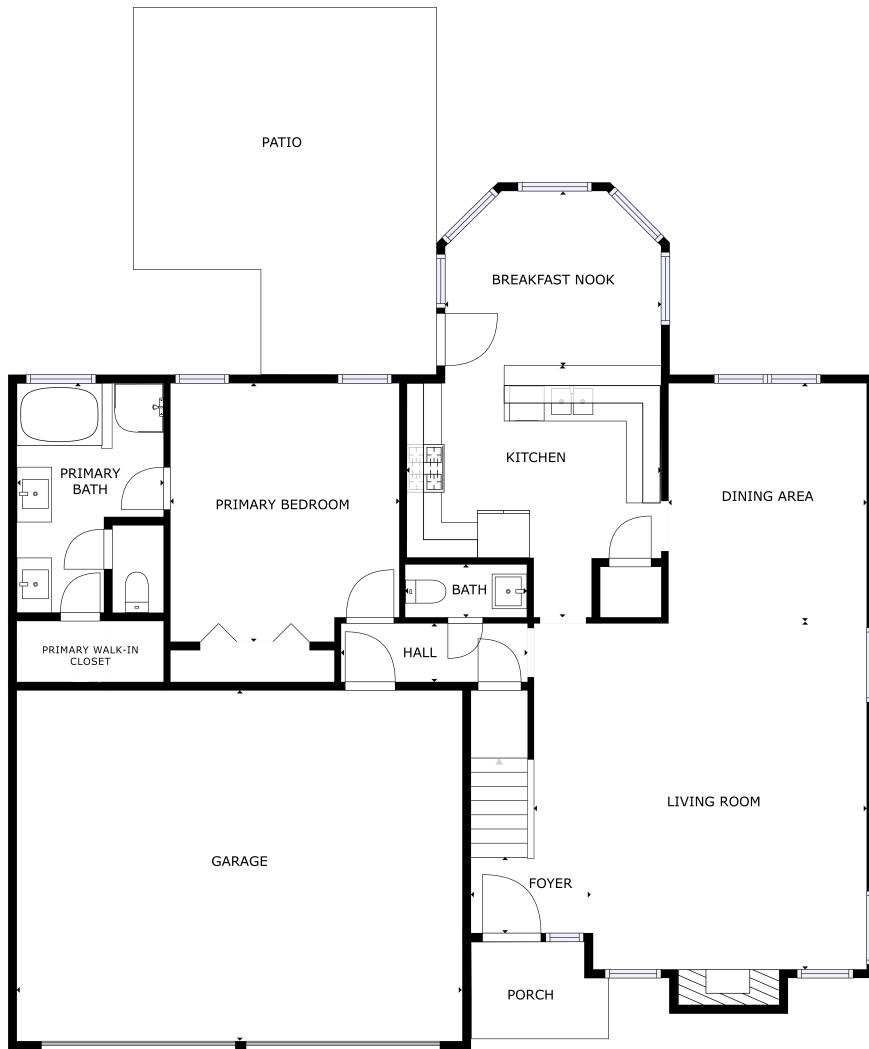 PATIO
BREAKFAST NOOK
KITCHEN
PRIMARY
BATH
PRIMARY BEDROOM
DINING AREA
BATH
PRIMARY WALK-IN
CLOSET
HALL
LIVING ROOM
GARAGE
FOYER
PORCH